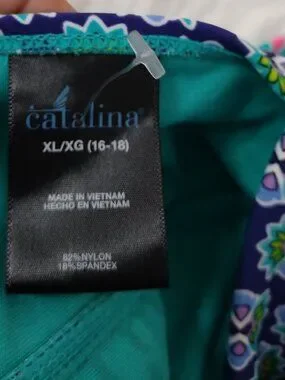 catalina
XL/XG (16-18)
MADE IN VIETNAM
HECHO EN VIETNAM
82%NYLON
18%SPANDEX